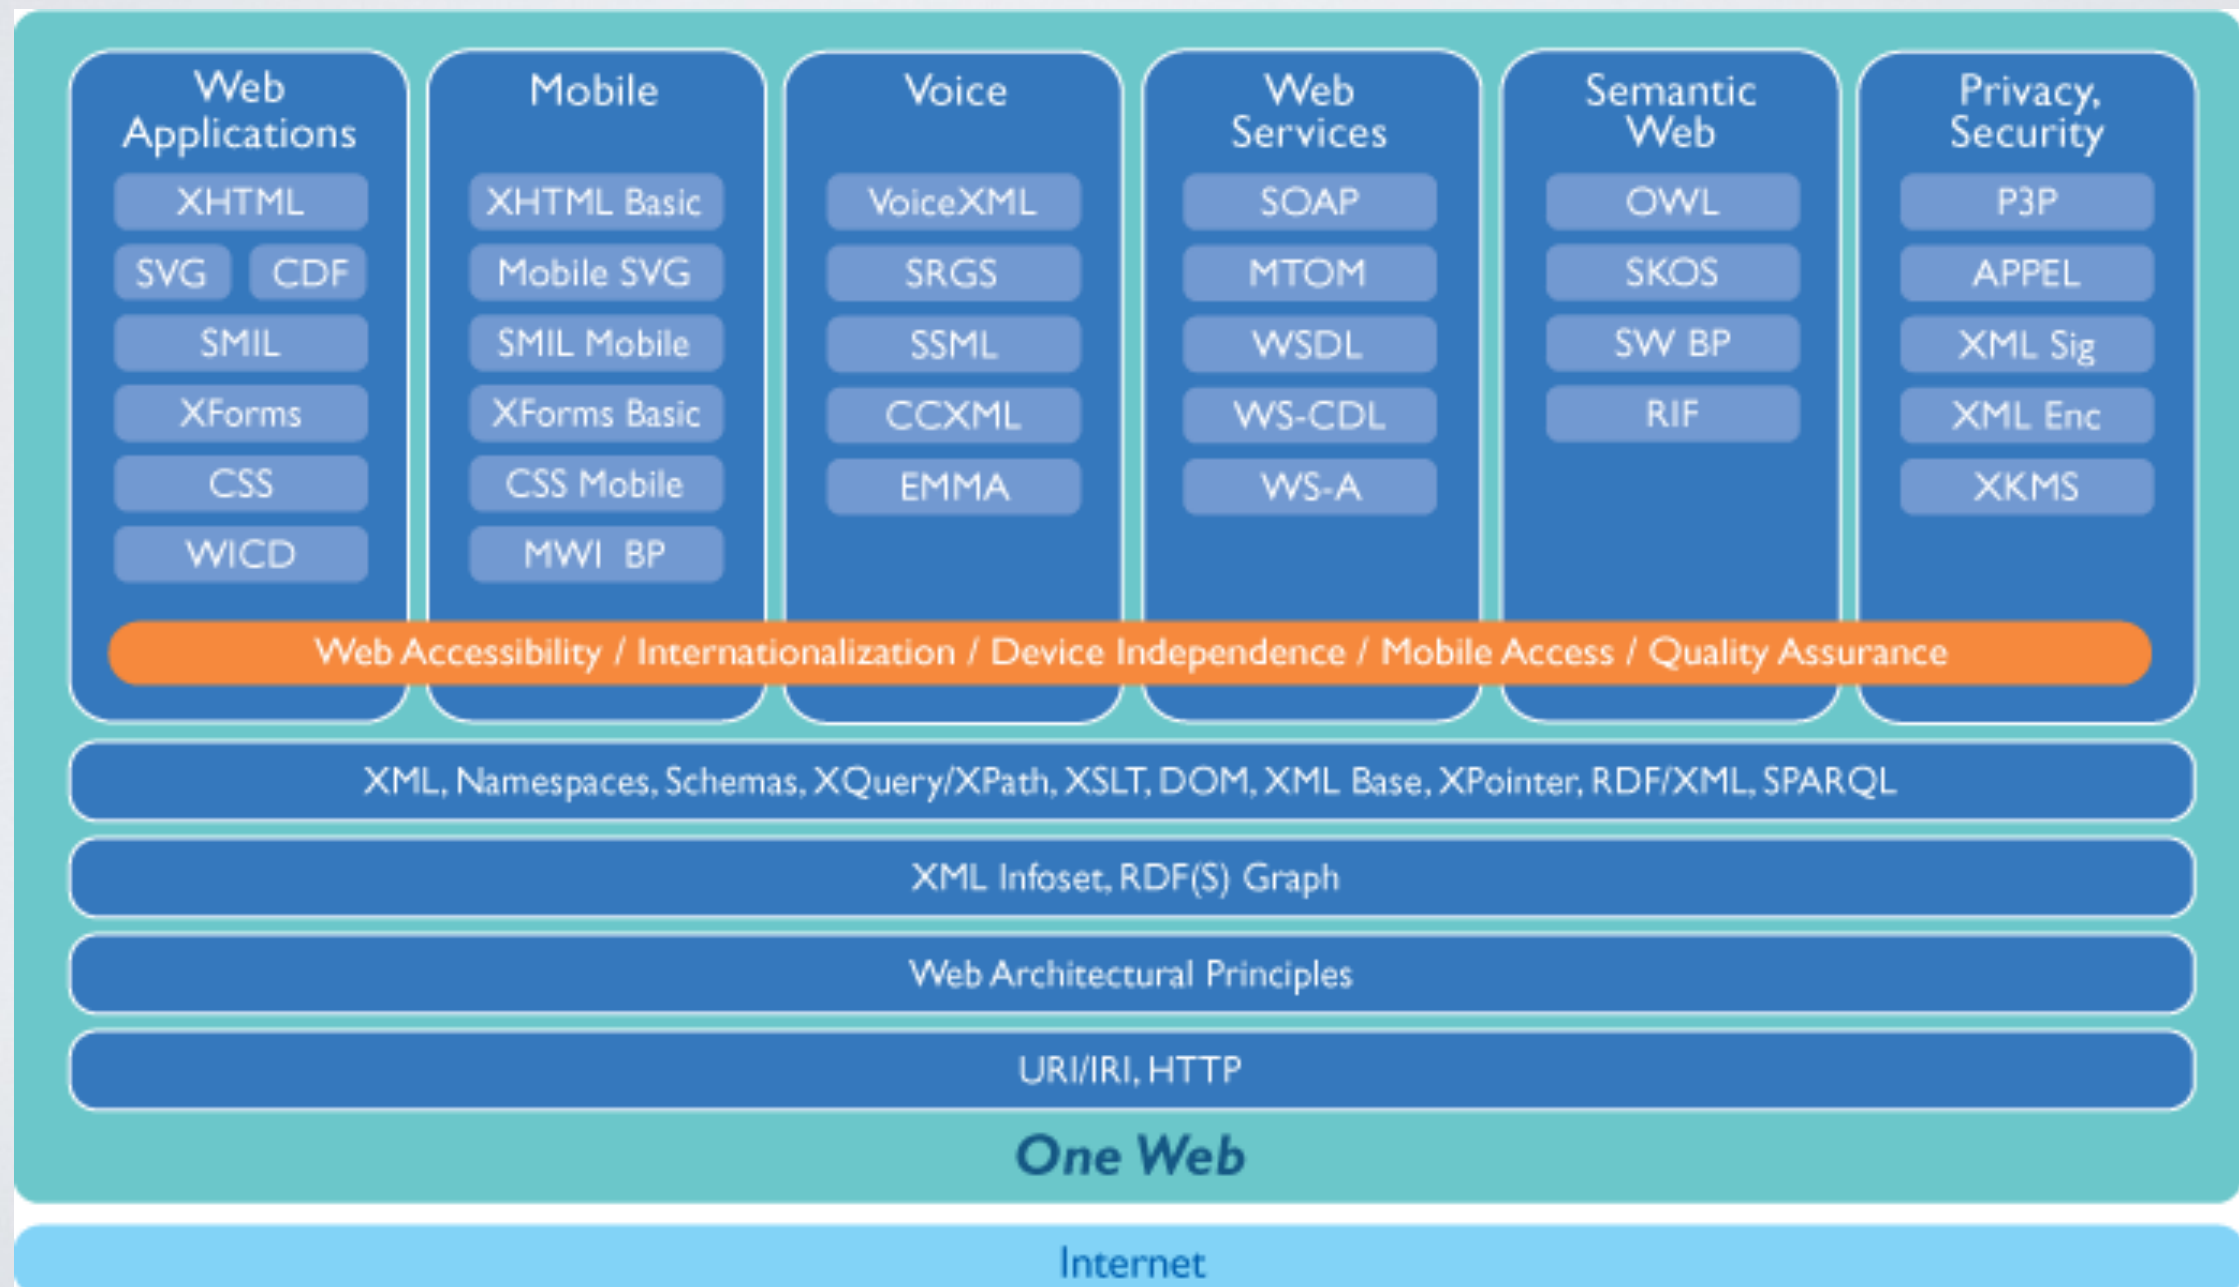 Web
Applications
XHTML
SVG CDF
SMIL
XForms
CSS
WICD
Mobile
XHTML Basic
Mobile SVG
SMIL Mobile
XForms Basic
CSS Mobile
MWI BP
Voice
VoiceXML
SRGS
SSML
CCXML
EMMA
Web
Services
SOAP
MTOM
WSDL
WS-CDL
WS-A
Semantic
Web
OWL
SKOS
SW BP
RIF
Privacy,
Security
P3P
APPEL
XML Sig
XML Enc
XKMS
Web Accessibility / Internationalization / Device Independence / Mobile Access / Quality Assurance
XML, Namespaces, Schemas, XQuery/XPath, XSLT, DOM, XML Base, XPointer, RDF/XML, SPARQL
XML Infoset, RDF(S) Graph
Web Architectural Principles
URI/IRI, HTTP
One Web
Internet